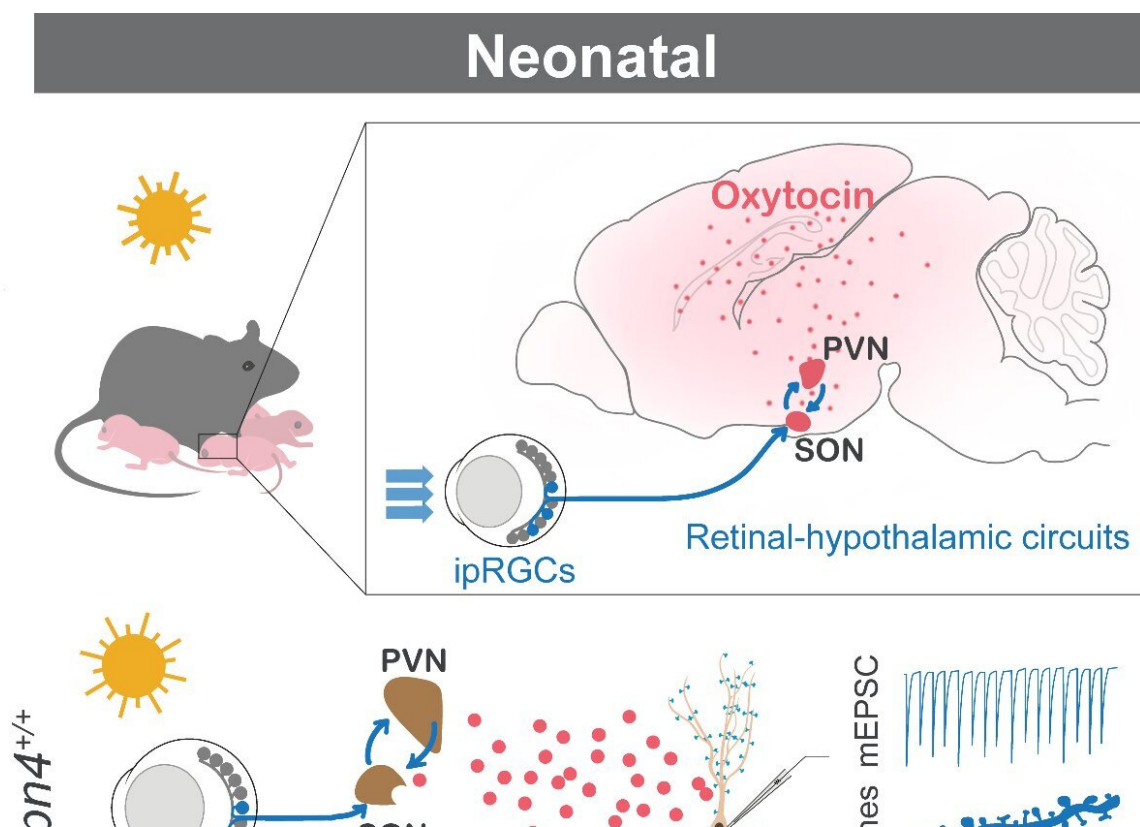 Neonatal
Oxytocin
PVN
SON
Retinal-hypothalamic circuits
ipRGCs
PVN
mEPSC